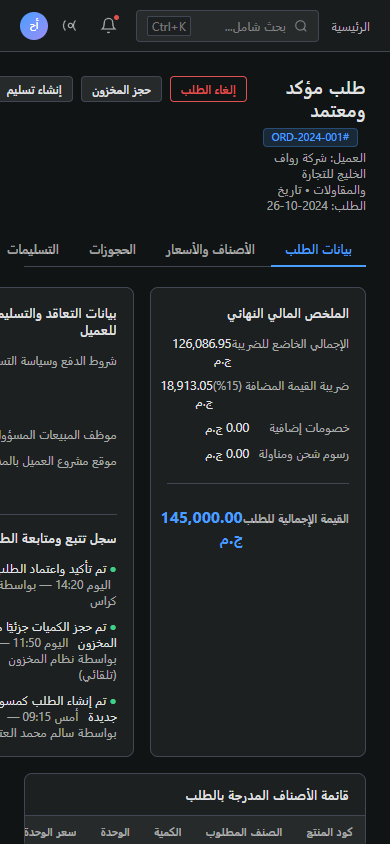 الرئيسية
بحث شامل... Ctrl+K
أح
طلب مؤكد
ومعتمد
#ORD-2024-001
العميل: شركة رواف
الخليج للتجارة
والمقاولات • تاريخ
الطلب: 2024-10-26
إلغاء الطلب
حجز المخزون
إنشاء تسليم
بيانات الطلب
الأصناف والأسعار
الحجوزات
التسليمات
الملخص المالي النهائي
الإجمالي الخاضع للضريبة 126,086.95
ج.م
ضريبة القيمة المضافة (15%) 18,913.05
ج.م
خصومات إضافية 0.00 ج.م
رسوم شحن ومناولة 0.00 ج.م
القيمة الإجمالية للطلب 145,000.00
ج.م
بيانات التعاقد والتسليم
للعميل
شروط الدفع وسياسة
موظف المبيعات
موقع مشروع العميل
سجل تتبع ومتابعة
● تم تأكيد واعتماد الطلب
اليوم 14:20 — بواسطة
كراس
● تم حجز الكميات جزئيًا
المخزون اليوم 11:50 —
بواسطة نظام المخزون
(تلقائي)
● تم إنشاء الطلب
جديدة أمس 09:15 —
بواسطة سالم محمد
قائمة الأصناف المدرجة بالطلب
كود المنتج
الصنف المطلوب
الكمية
الوحدة
سعر الوحدة